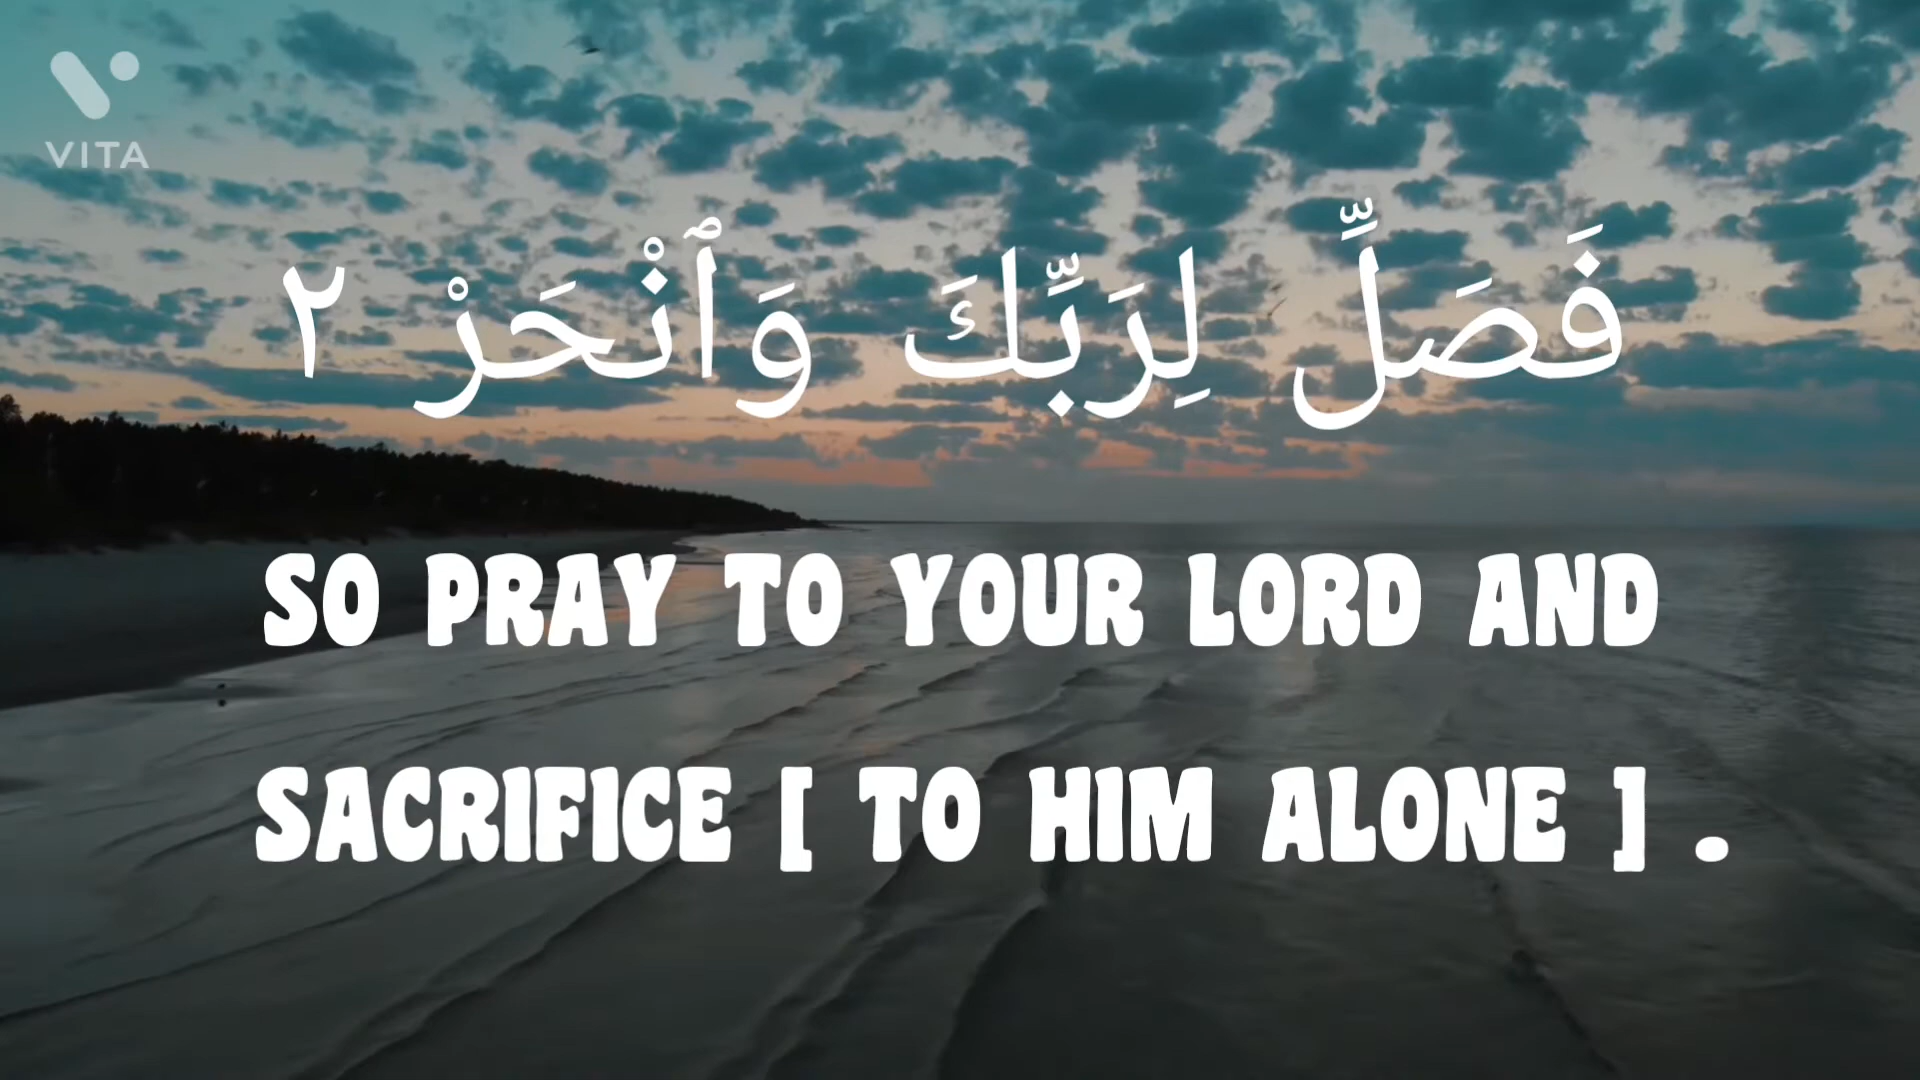 VITA
فَصَلِّ لِرَبِّكَ وَٱنْحَرْ ٢
SO PRAY TO YOUR LORD AND
SACRIFICE [ TO HIM ALONE ] .